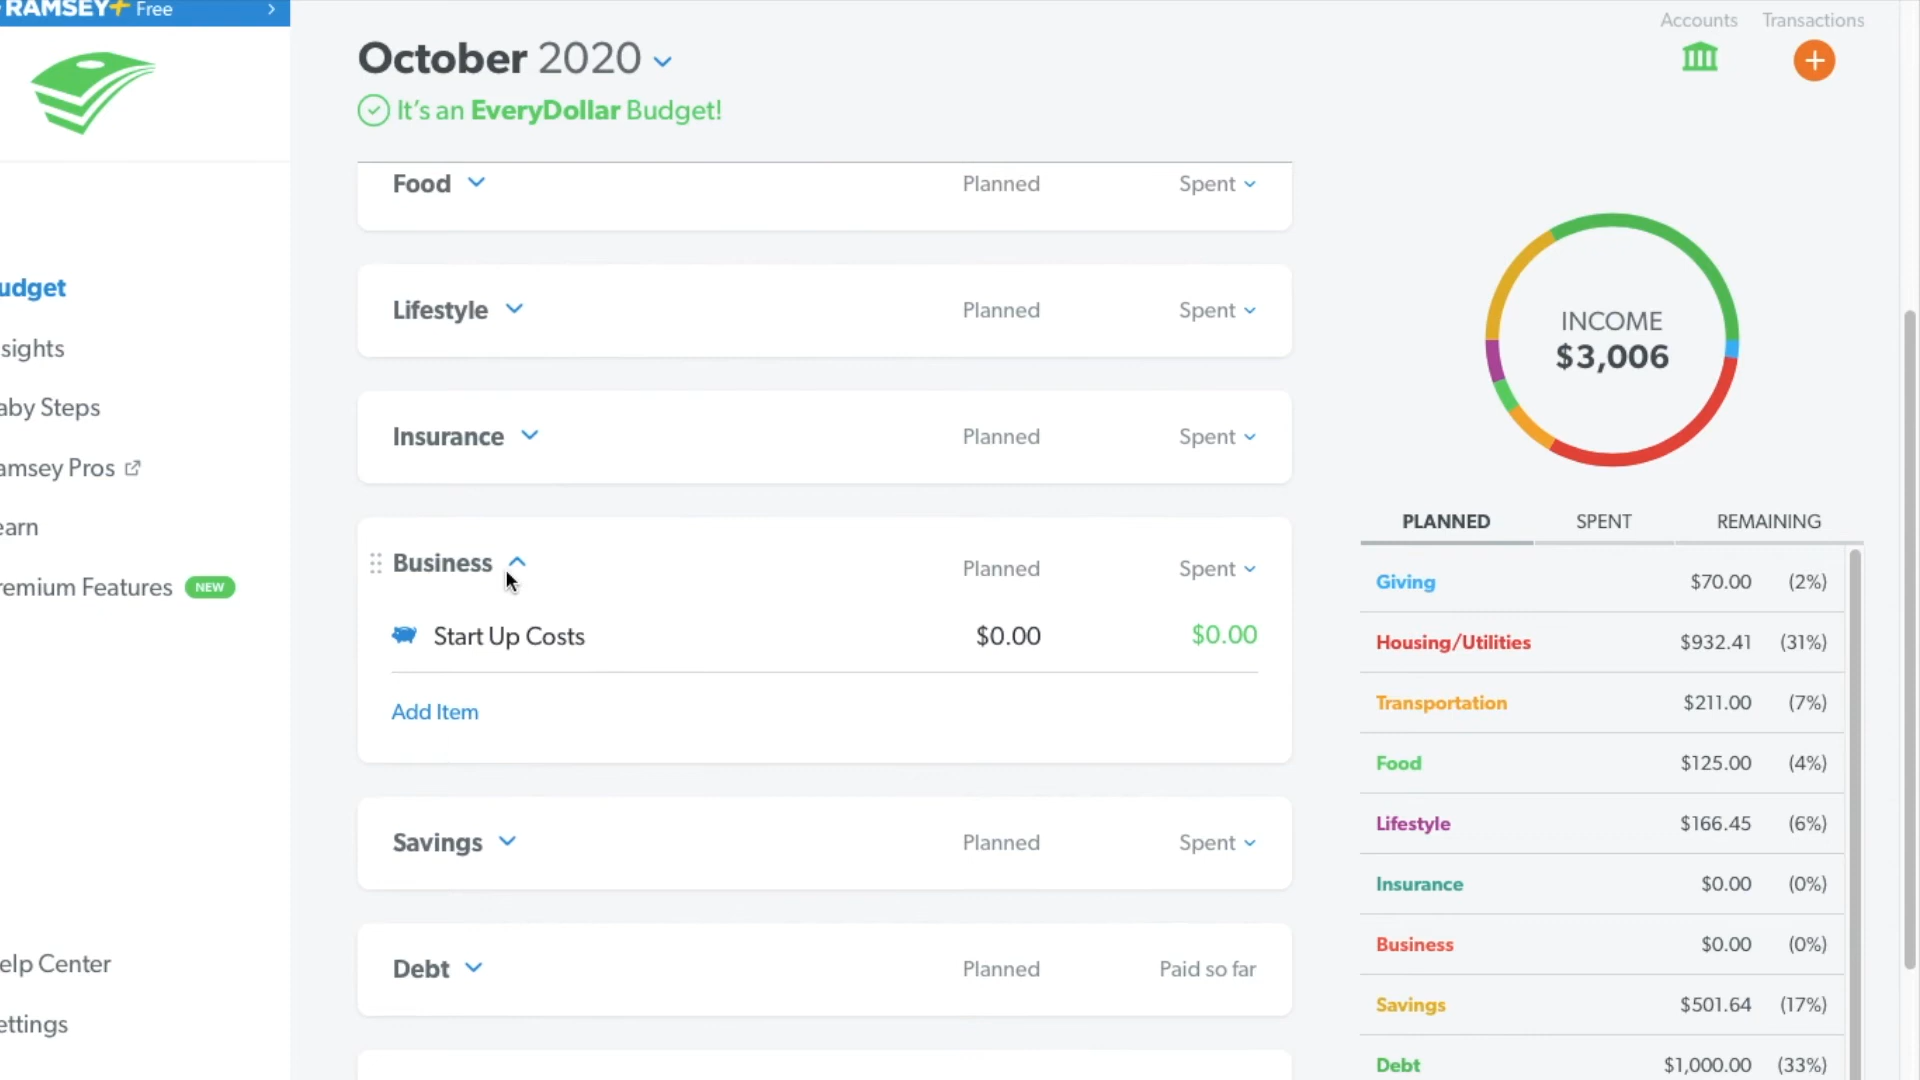 RAMSEY+ Free
udget
sights
aby Steps
amsey Pros
earn
remium Features NEW
elp Center
ettings
October 2020
It's an EveryDollar Budget!
Accounts Transactions
Food Planned Spent
Lifestyle Planned Spent
Insurance Planned Spent
Business Planned Spent
Start Up Costs $0.00 $0.00
Add Item
Savings Planned Spent
Debt Planned Paid so far
INCOME
$3,006
PLANNED SPENT REMAINING
Giving $70.00 (2%)
Housing/Utilities $932.41 (31%)
Transportation $211.00 (7%)
Food $125.00 (4%)
Lifestyle $166.45 (6%)
Insurance $0.00 (0%)
Business $0.00 (0%)
Savings $501.64 (17%)
Debt $1,000.00 (33%)